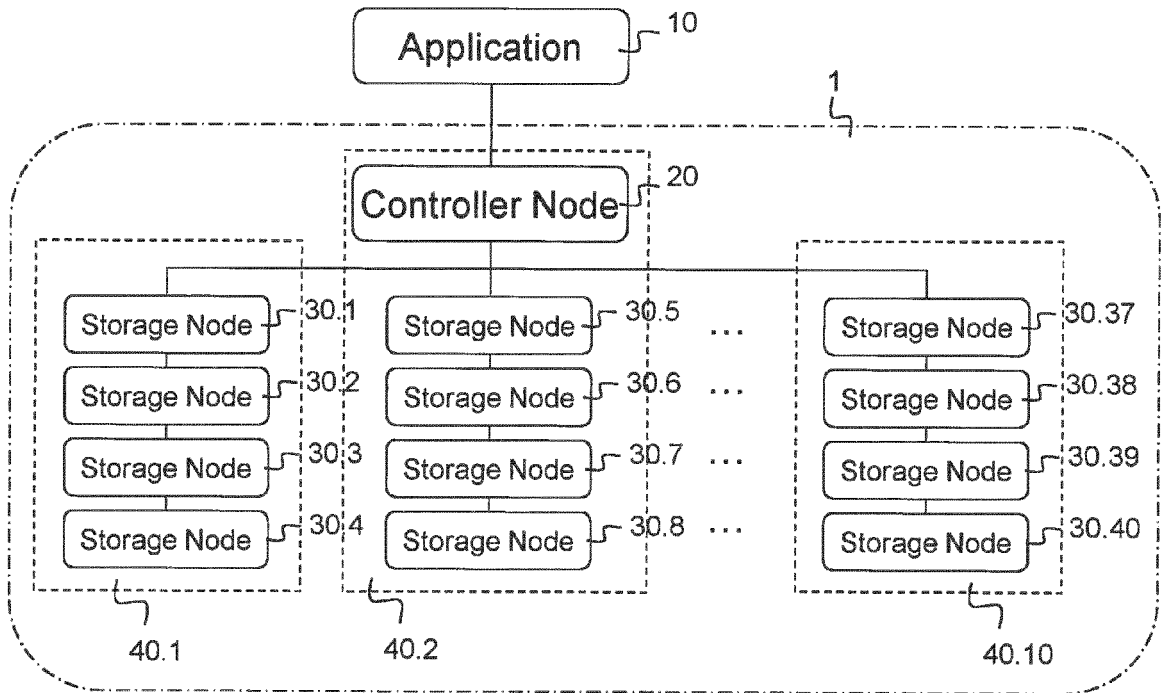 Application
10
1
Controller Node
20
Storage Node 30.1
Storage Node 30.2
Storage Node 30.3
Storage Node 30.4
40.1
Storage Node 30.5 ...
Storage Node 30.6 ...
Storage Node 30.7 ...
Storage Node 30.8 ...
40.2
Storage Node 30.37
Storage Node 30.38
Storage Node 30.39
Storage Node 30.40
40.10